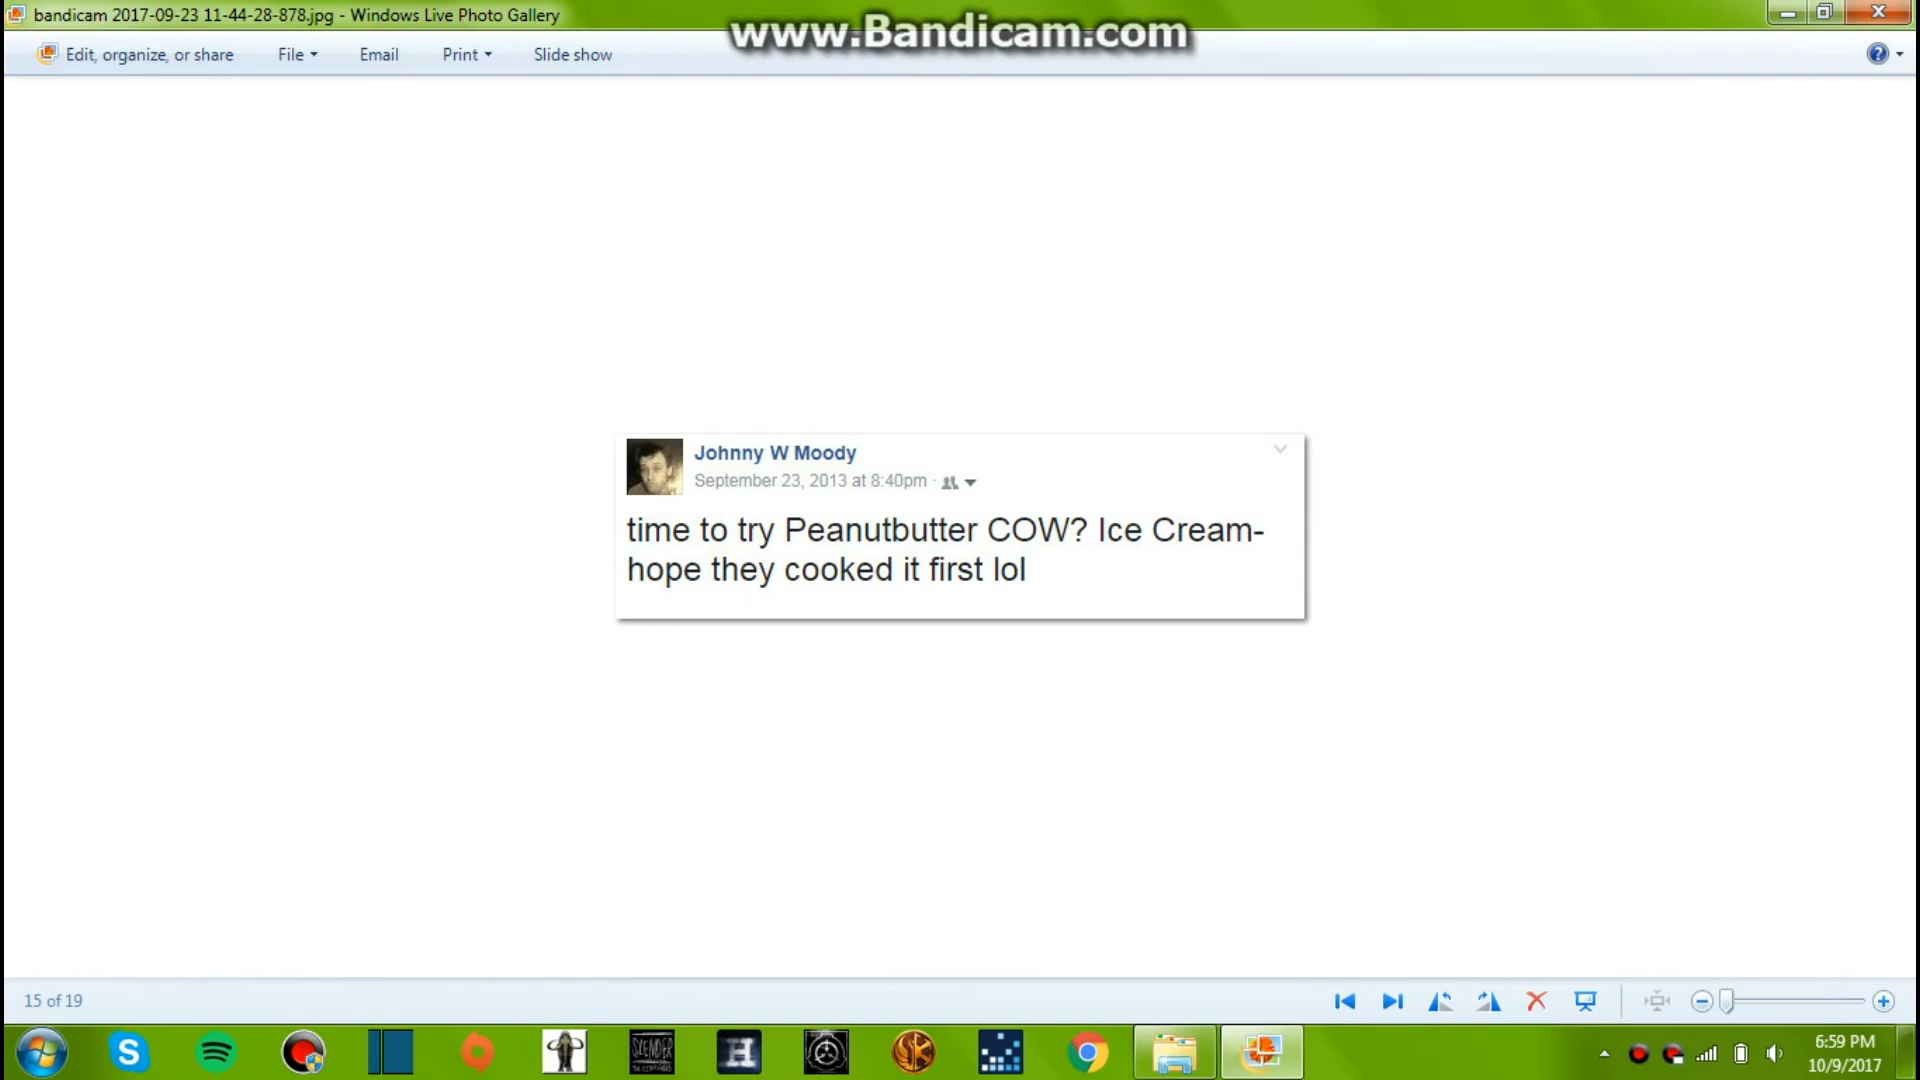 bandicam 2017-09-23 11-44-28-878.jpg - Windows Live Photo Gallery
www.Bandicam.com
Edit, organize, or share File Email Print Slide show
Johnny W Moody
September 23, 2013 at 8:40pm ·
time to try Peanutbutter COW? Ice Cream-
hope they cooked it first lol
15 of 19
SLENDER
H
6:59 PM
10/9/2017